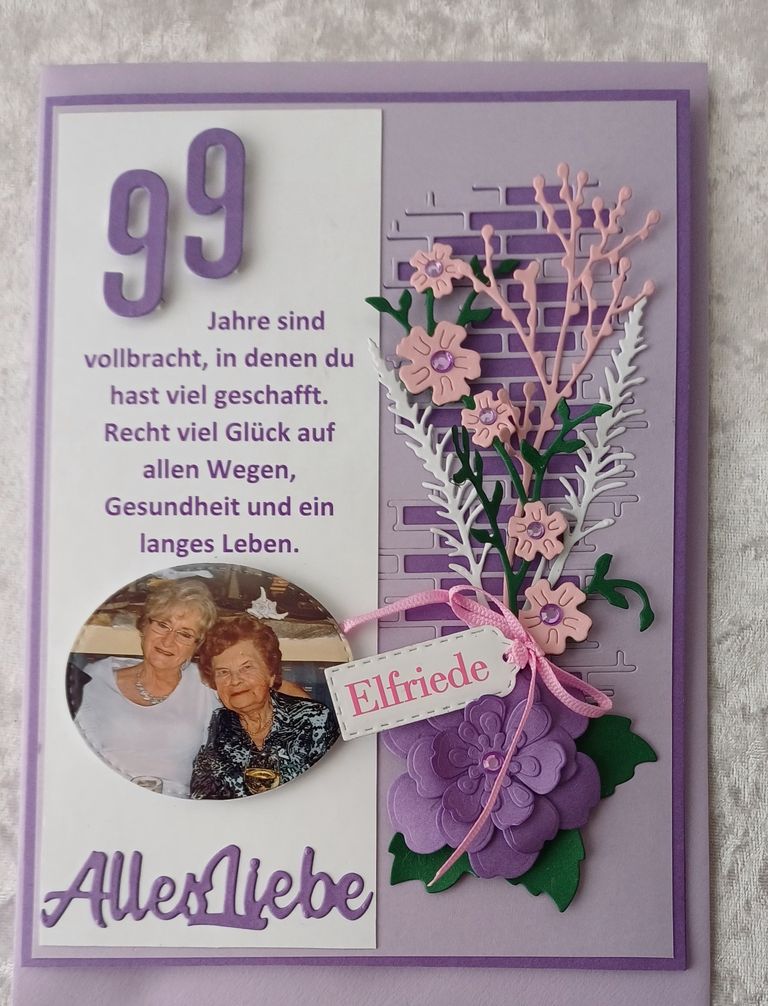 99
Jahre sind
vollbracht, in denen du
hast viel geschafft.
Recht viel Glück auf
allen Wegen,
Gesundheit und ein
langes Leben.
Elfriede
Alles Liebe